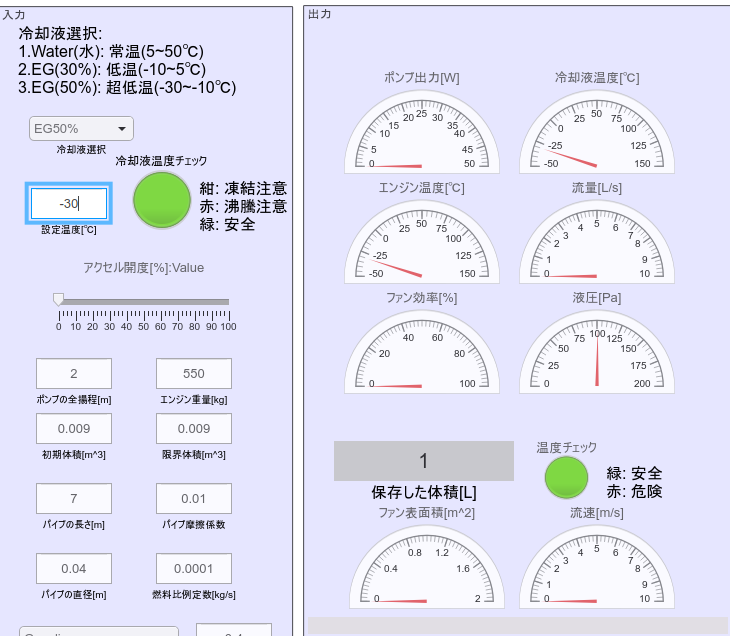 入力
冷却液選択:
1.Water(水): 常温(5~50℃)
2.EG(30%): 低温(-10~5℃)
3.EG(50%): 超低温(-30~-10℃)
EG50%
冷却液選択
冷却液温度チェック
-30
設定温度[℃]
紺: 凍結注意
赤: 沸騰注意
緑: 安全
アクセル開度[%]:Value
0 10 20 30 40 50 60 70 80 90 100
2
ポンプの全揚程[m]
550
エンジン重量[kg]
0.009
初期体積[m^3]
0.009
限界体積[m^3]
7
パイプの長さ[m]
0.01
パイプ摩擦係数
0.04
パイプの直径[m]
0.0001
燃料比例定数[kg/s]
出力
ポンプ出力[W]
0 5 10 15 20 25 30 35 40 45 50
冷却液温度[℃]
-50 -25 0 25 50 75 100 125 150
エンジン温度[℃]
-50 -25 0 25 50 75 100 125 150
流量[L/s]
0 1 2 3 4 5 6 7 8 9 10
ファン効率[%]
0 20 40 60 80 100
液圧[Pa]
0 25 50 75 100 125 150 175 200
1
保存した体積[L]
温度チェック
緑: 安全
赤: 危険
ファン表面積[m^2]
0 0.4 0.8 1.2 1.6 2
流速[m/s]
0 1 2 3 4 5 6 7 8 9 10